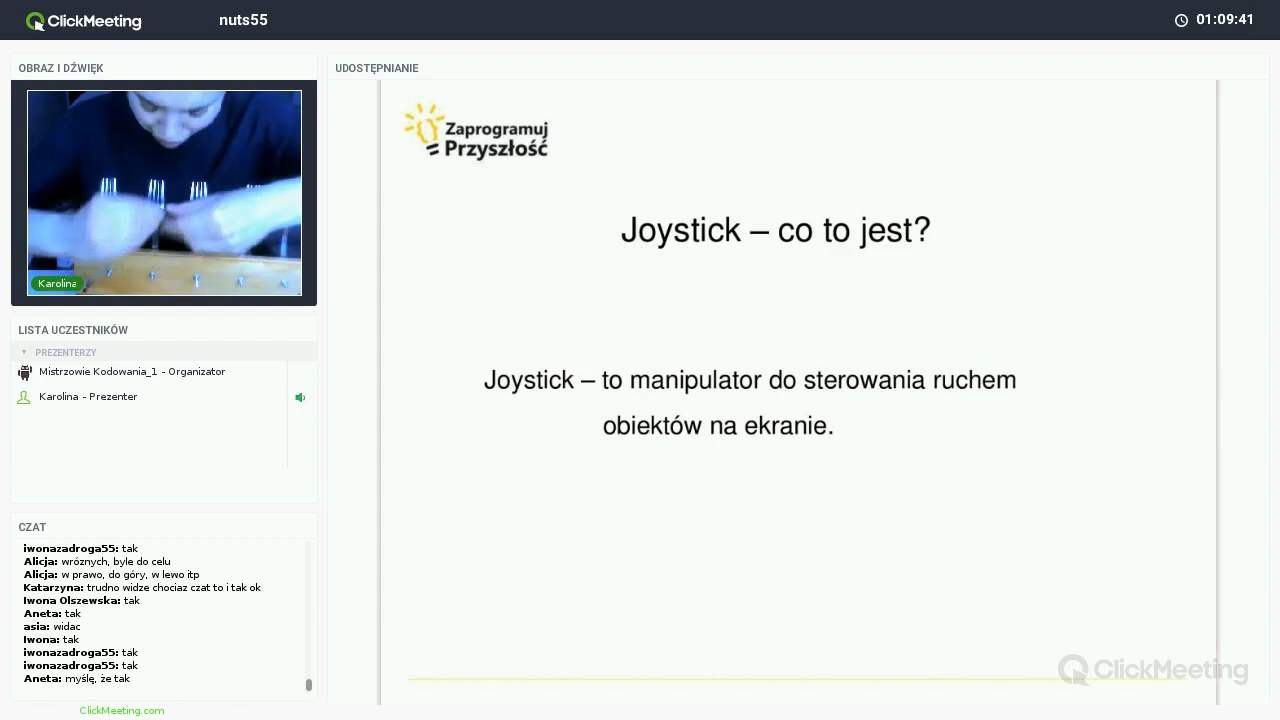 ClickMeeting
nuts55
01:09:41
OBRAZ I DŹWIĘK
Karolina
LISTA UCZESTNIKÓW
PREZENTERZY
Mistrzowie Kodowania_1 - Organizator
Karolina - Prezenter
CZAT
iwonazadroga55: tak
Alicja: wróznych, byle do celu
Alicja: w prawo, do góry, w lewo itp
Katarzyna: trudno widze chociaz czat to i tak ok
Iwona Olszewska: tak
Aneta: tak
asia: widac
Iwona: tak
iwonazadroga55: tak
iwonazadroga55: tak
Aneta: myślę, że tak
ClickMeeting.com
UDOSTĘPNIANIE
Zaprogramuj
Przyszłość
Joystick – co to jest?
Joystick – to manipulator do sterowania ruchem
obiektów na ekranie.
ClickMeeting